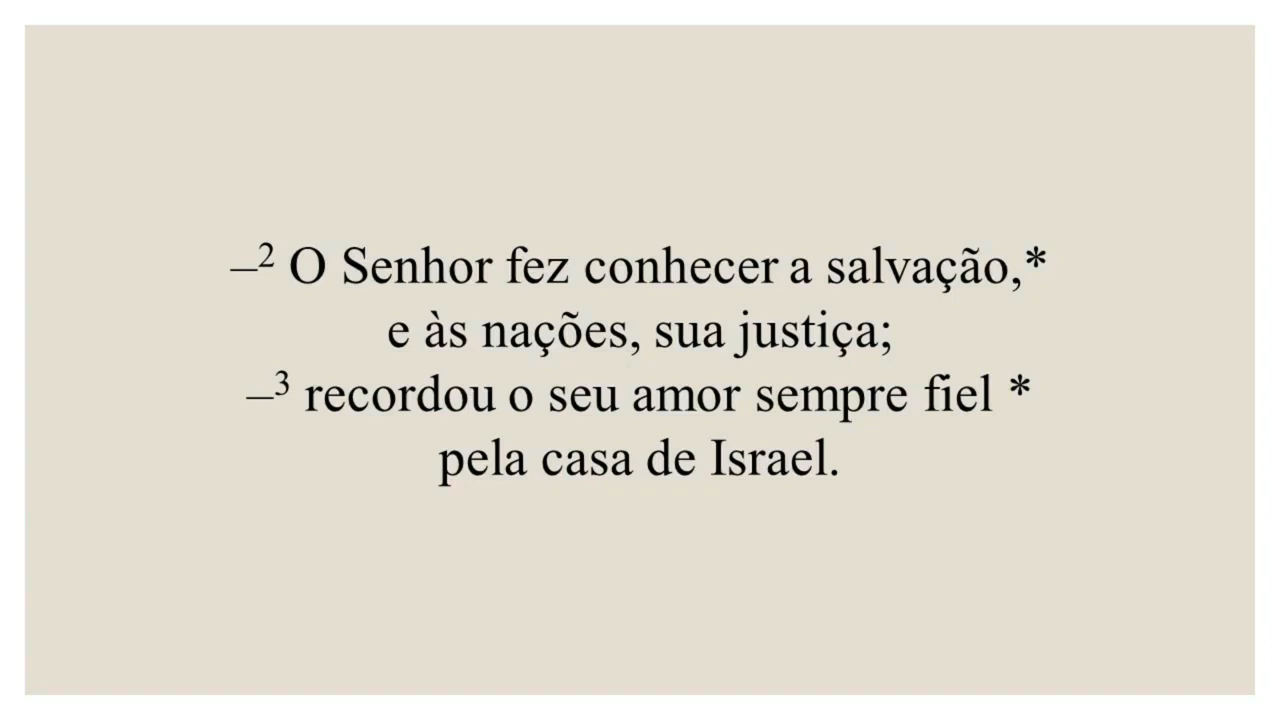 –² O Senhor fez conhecer a salvação,*
e às nações, sua justiça;
–³ recordou o seu amor sempre fiel *
pela casa de Israel.